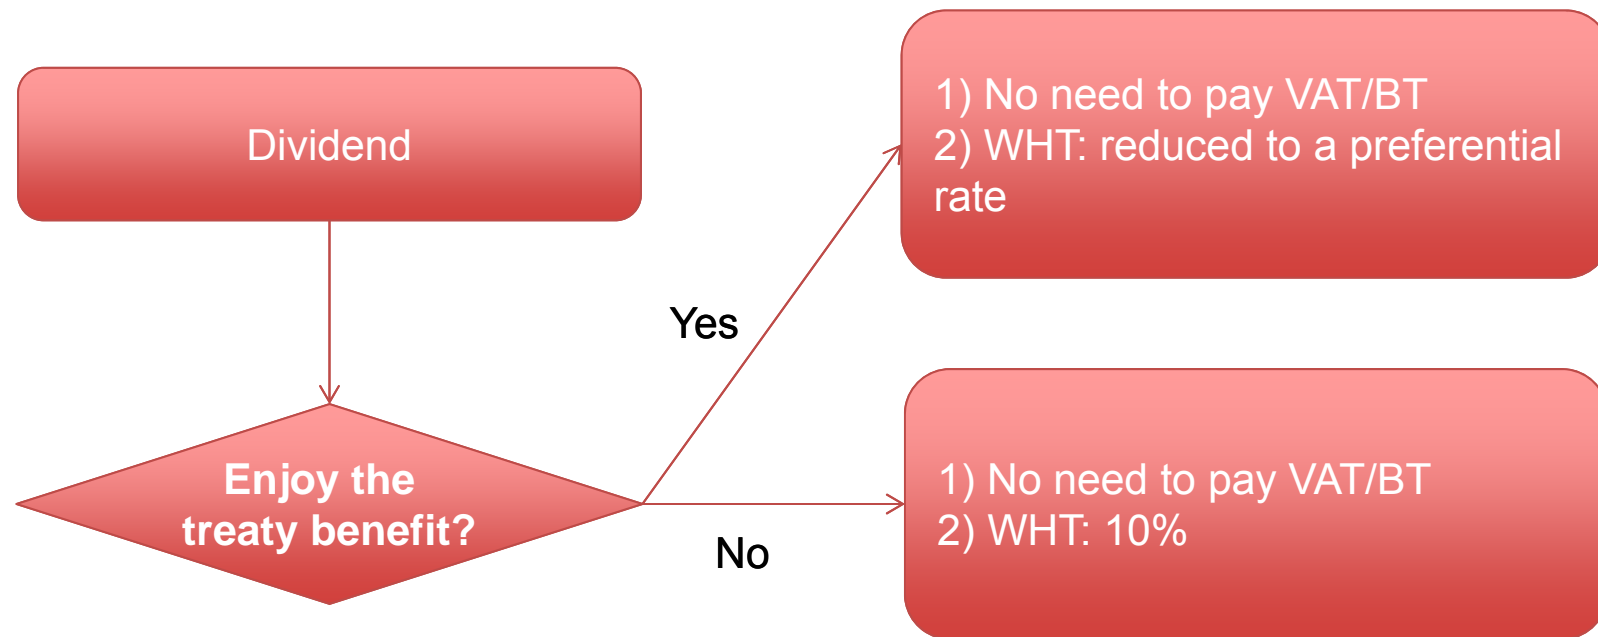 Dividend
1) No need to pay VAT/BT
2) WHT: reduced to a preferential
rate
Yes
Enjoy the
treaty benefit?
No
1) No need to pay VAT/BT
2) WHT: 10%